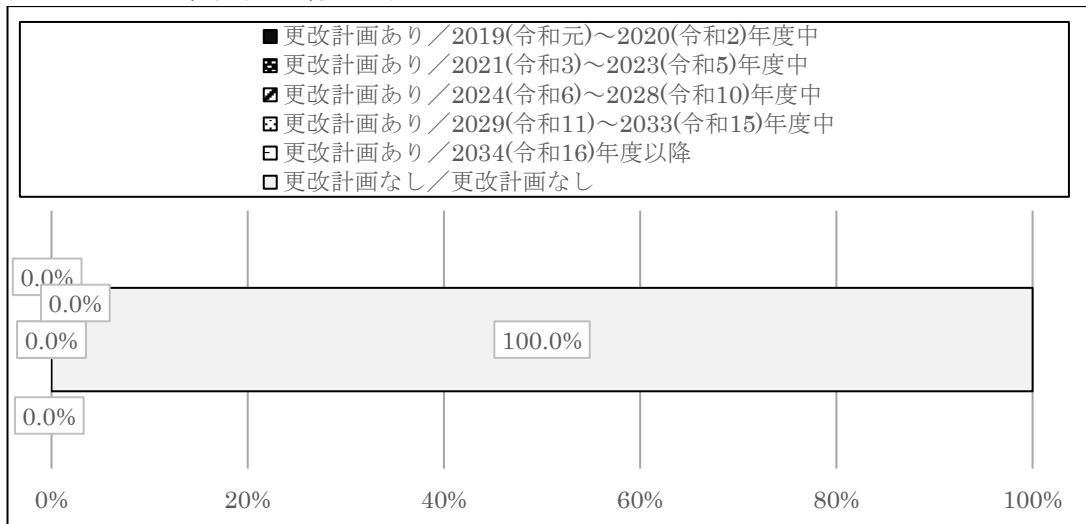 ■更改計画あり／2019(令和元)～2020(令和2)年度中
更改計画あり／2021(令和3)～2023(令和5)年度中
更改計画あり／2024(令和6)～2028(令和10)年度中
更改計画あり／2029(令和11)～2033(令和15)年度中
更改計画あり／2034(令和16)年度以降
□更改計画なし／更改計画なし
0.0%
0.0%
0.0%
100.0%
0.0%
0%
20%
40%
60%
80%
100%